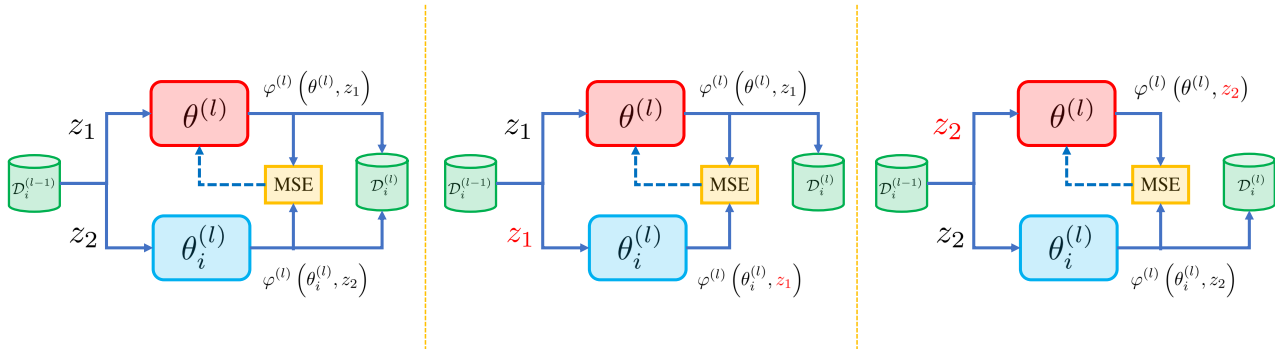 φ^{(l)} (θ^{(l)}, z_1)
z_1
θ^{(l)}
D_i^{(l-1)}
MSE
D_i^{(l)}
z_2
θ_i^{(l)}
φ^{(l)} (θ_i^{(l)}, z_2)
φ^{(l)} (θ^{(l)}, z_1)
z_1
θ^{(l)}
D_i^{(l-1)}
MSE
D_i^{(l)}
z_1
θ_i^{(l)}
φ^{(l)} (θ_i^{(l)}, z_1)
φ^{(l)} (θ^{(l)}, z_2)
z_2
θ^{(l)}
D_i^{(l-1)}
MSE
D_i^{(l)}
z_2
θ_i^{(l)}
φ^{(l)} (θ_i^{(l)}, z_2)